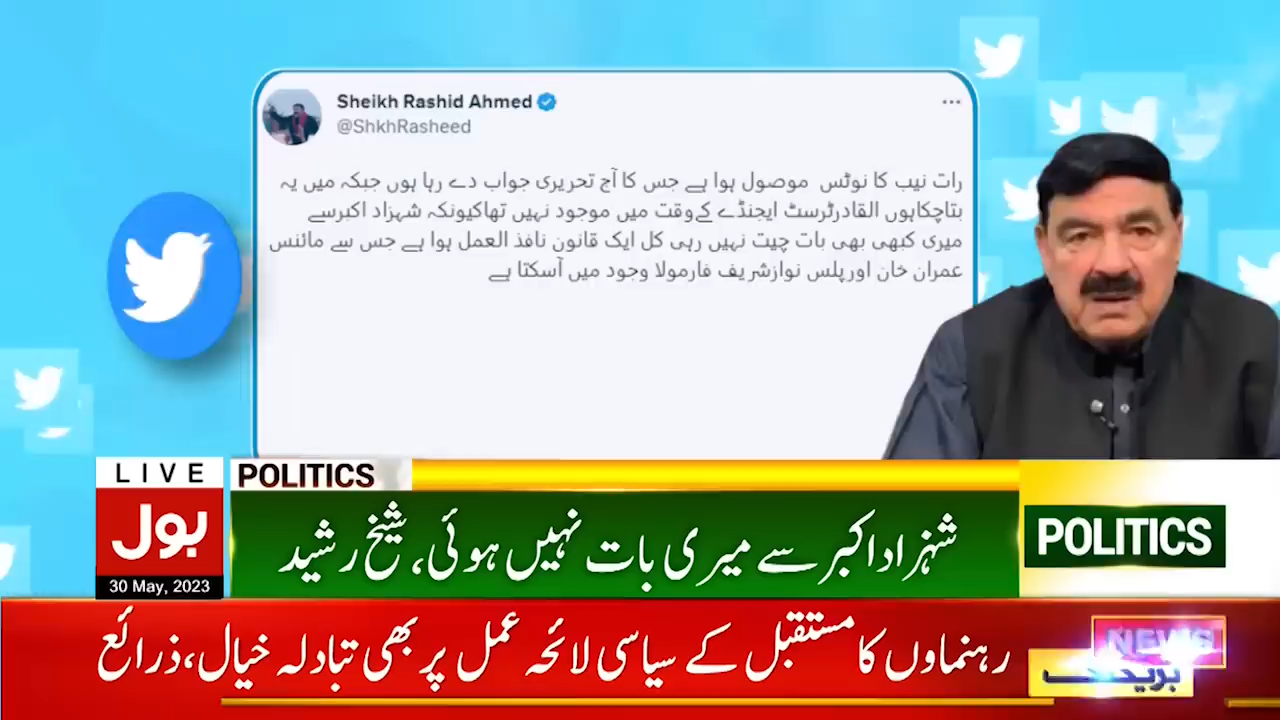 Sheikh Rashid Ahmed
@ShkhRasheed
رات نیب کا نوٹس موصول ہوا ہے جس کا آج تحریری جواب دے رہا ہوں جبکہ میں یہ
بتاچکاہوں القادرٹرسٹ ایجنڈے کےوقت میں موجود نہیں تھاکیونکہ شہزاد اکبرسے
میری کبھی بھی بات چیت نہیں رہی کل ایک قانون نافذ العمل ہوا ہے جس سے مائنس
عمران خان اورپلس نوازشریف فارمولا وجود میں آسکتا ہے
LIVE
POLITICS
بول
شہزاداکبر سے میری بات نہیں ہوئی، شیخ رشید
POLITICS
30 May, 2023
رہنماوں کا مستقبل کے سیاسی لائحہ عمل پر بھی تبادلہ خیال،ذرائع
NEWS